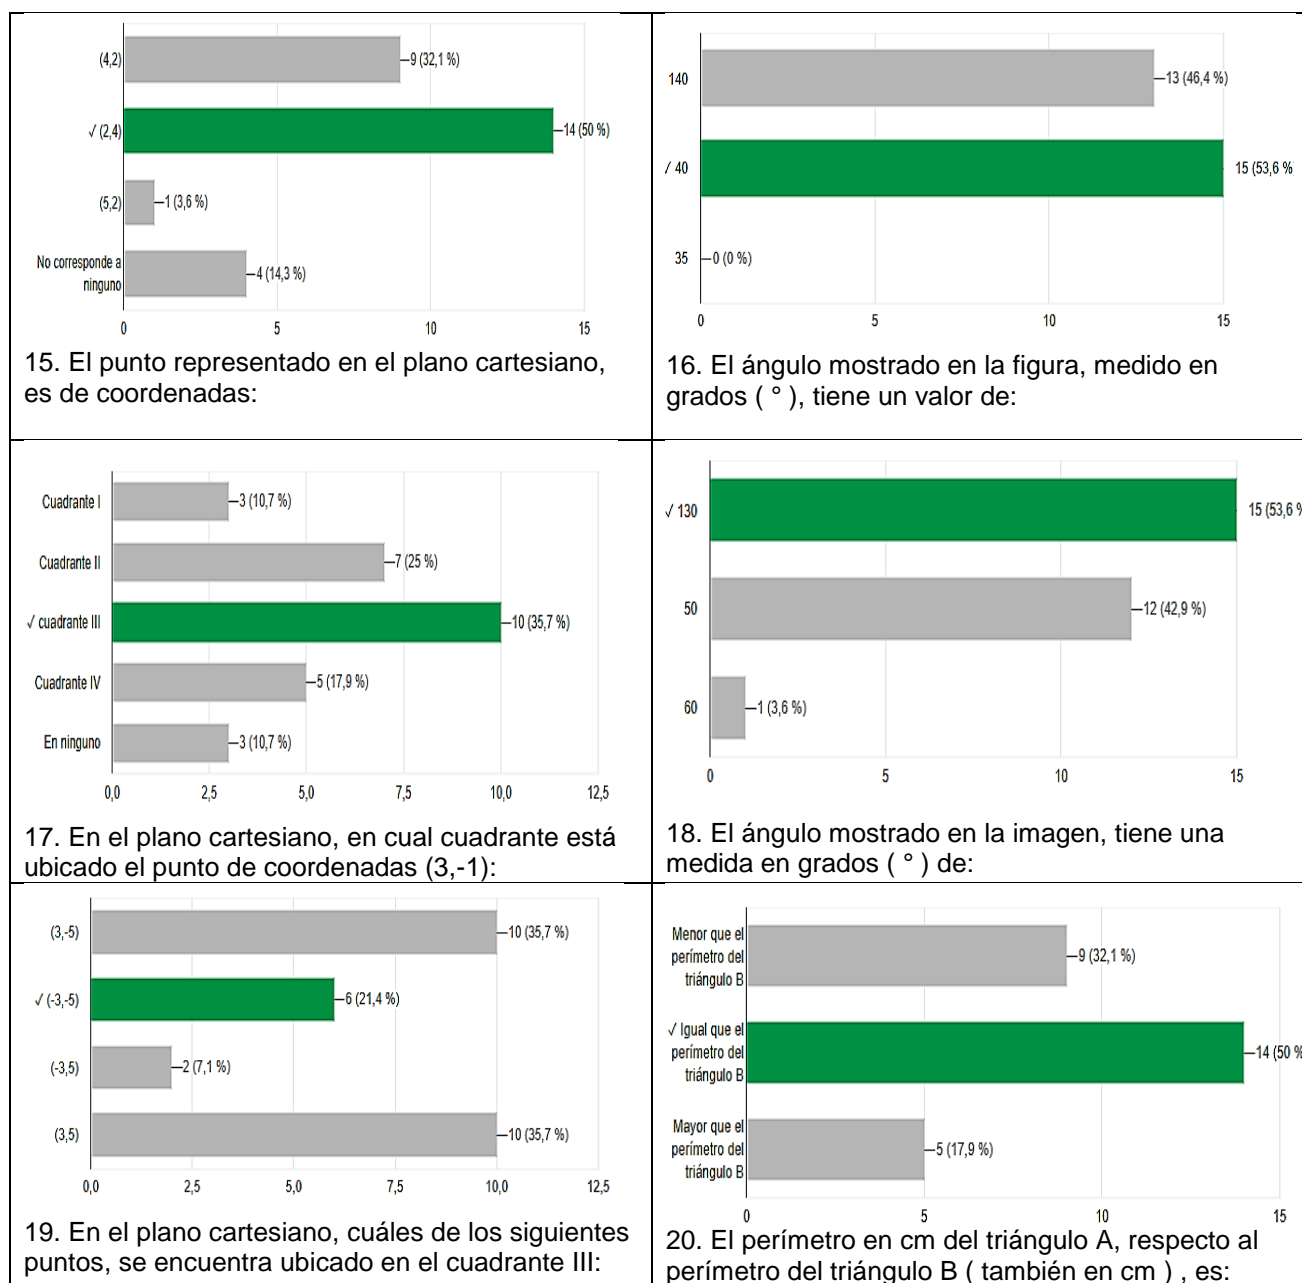 (4,2)
9 (32,1 %)
✓ (2,4)
14 (50 %)
(5,2)
1 (3,6 %)
No corresponde a
ninguno
4 (14,3 %)
0 5 10 15
15. El punto representado en el plano cartesiano,
es de coordenadas:
140
13 (46,4 %)
✓ 40
15 (53,6 %
35
0 (0 %)
0 5 10 15
16. El ángulo mostrado en la figura, medido en
grados ( ° ), tiene un valor de:
Cuadrante I
3 (10,7 %)
Cuadrante II
7 (25 %)
✓ cuadrante III
10 (35,7 %)
Cuadrante IV
5 (17,9 %)
En ninguno
3 (10,7 %)
0,0 2,5 5,0 7,5 10,0 12,5
17. En el plano cartesiano, en cual cuadrante está
ubicado el punto de coordenadas (3,-1):
✓ 130
15 (53,6 %
50
12 (42,9 %)
60
1 (3,6 %)
0 5 10 15
18. El ángulo mostrado en la imagen, tiene una
medida en grados ( ° ) de:
(3,-5)
10 (35,7 %)
✓ (-3,-5)
6 (21,4 %)
(-3,5)
2 (7,1 %)
(3,5)
10 (35,7 %)
0,0 2,5 5,0 7,5 10,0 12,5
19. En el plano cartesiano, cuáles de los siguientes
puntos, se encuentra ubicado en el cuadrante III:
Menor que el
perímetro del
triángulo B
9 (32,1 %)
✓ Igual que el
perímetro del
triángulo B
14 (50 %
Mayor que el
perímetro del
triángulo B
5 (17,9 %)
0 5 10 15
20. El perímetro en cm del triángulo A, respecto al
perímetro del triángulo B ( también en cm ) , es: